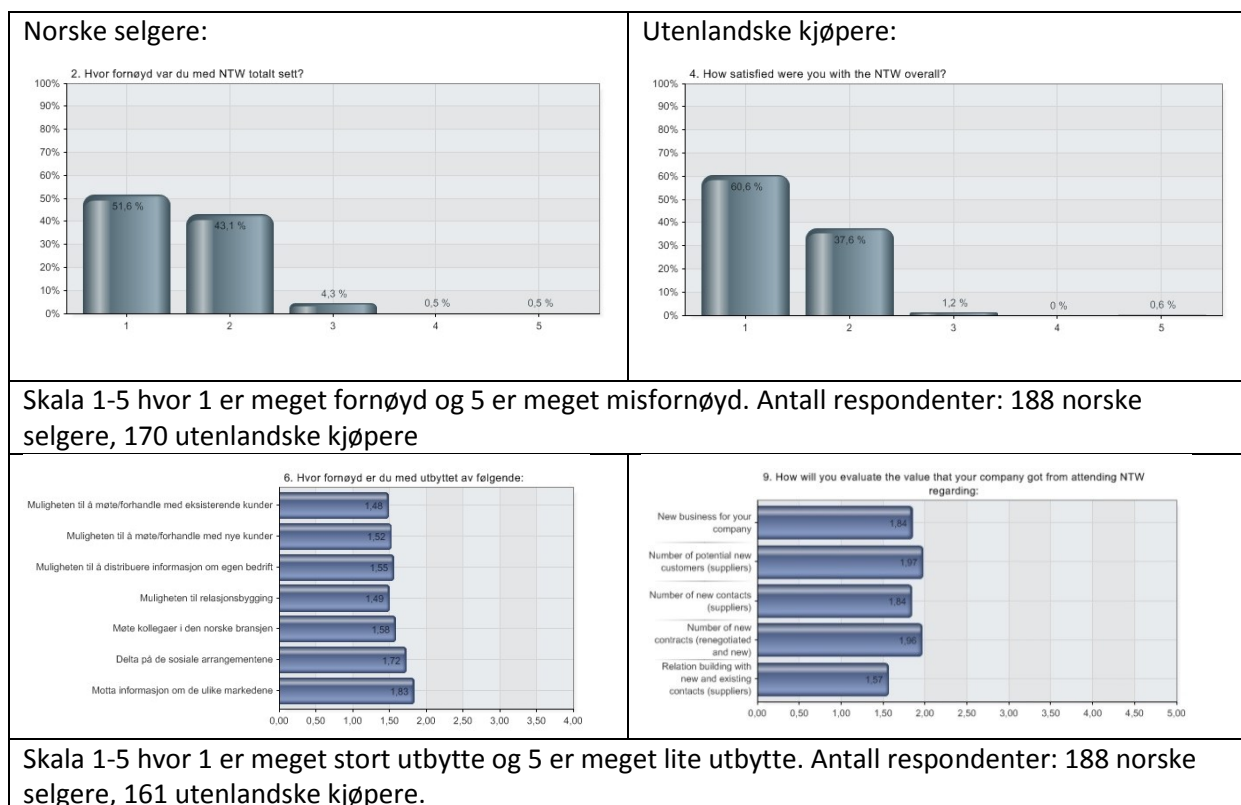 Norske selgere:
2. Hvor fornøyd var du med NTW totalt sett?
100%
90%
80%
70%
60%
50%
40%
30%
20%
10%
0%
51,6 %
43,1 %
4,3 %
0,5 %
0,5 %
1 2 3 4 5
Utenlandske kjøpere:
4. How satisfied were you with the NTW overall?
100%
90%
80%
70%
60%
50%
40%
30%
20%
10%
0%
60,6 %
37,6 %
1,2 %
0 %
0,6 %
1 2 3 4 5
Skala 1-5 hvor 1 er meget fornøyd og 5 er meget misfornøyd. Antall respondenter: 188 norske
selgere, 170 utenlandske kjøpere
6. Hvor fornøyd er du med utbyttet av følgende:
Muligheten til å møte/forhandle med eksisterende kunder 1,48
Muligheten til å møte/forhandle med nye kunder 1,52
Muligheten til å distribuere informasjon om egen bedrift 1,55
Muligheten til relasjonsbygging 1,49
Møte kollegaer i den norske bransjen 1,58
Delta på de sosiale arrangementene 1,72
Motta informasjon om de ulike markedene 1,83
0,00 0,50 1,00 1,50 2,00 2,50 3,00 3,50 4,00
9. How will you evaluate the value that your company got from attending NTW
regarding:
New business for your
company
1,84
Number of potential new
customers (suppliers)
1,97
Number of new contacts
(suppliers)
1,84
Number of new
contracts (renegotiated
and new)
1,96
Relation building with
new and existing
contacts (suppliers)
1,57
0,00 0,50 1,00 1,50 2,00 2,50 3,00 3,50 4,00 4,50 5,00
Skala 1-5 hvor 1 er meget stort utbytte og 5 er meget lite utbytte. Antall respondenter: 188 norske
selgere, 161 utenlandske kjøpere.